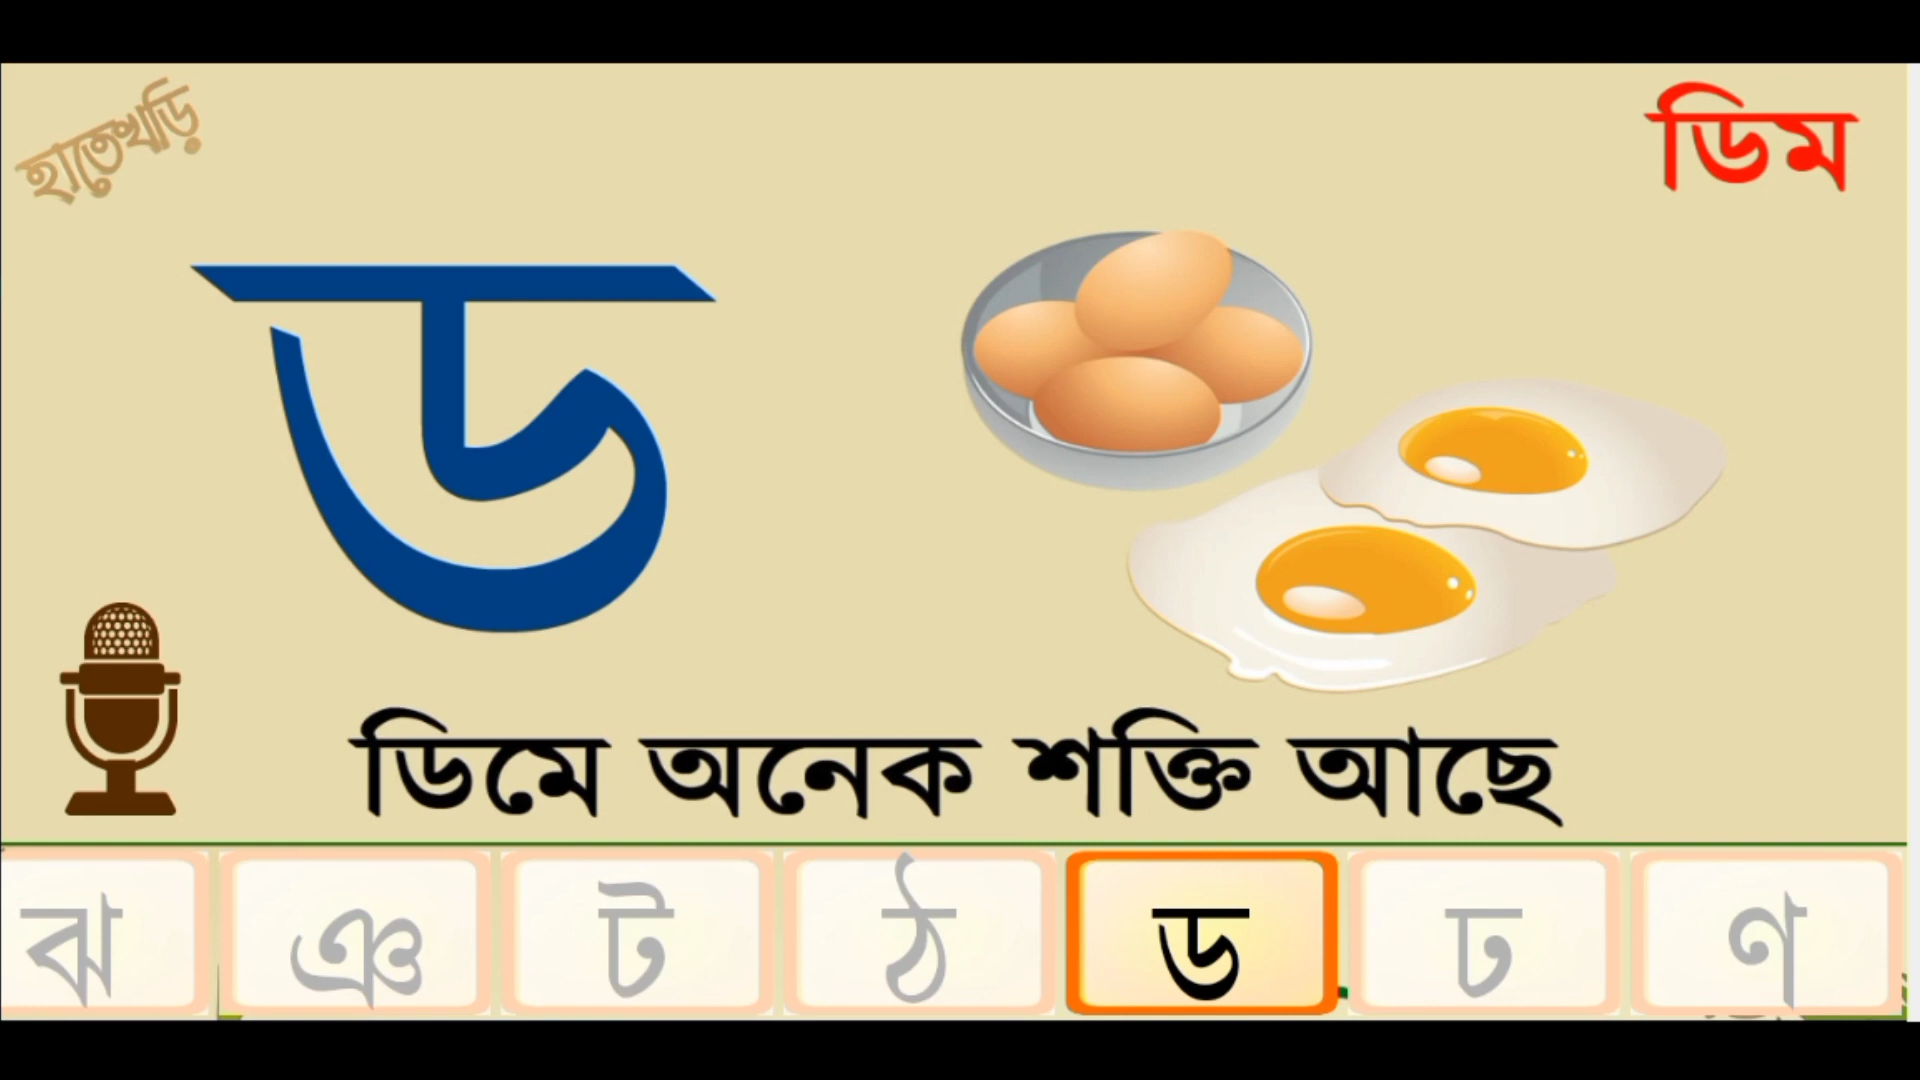 হাতেখড়ি
ডিম
ড
ডিমে অনেক শক্তি আছে
ঝ ঞ ট ঠ ড ঢ ণ